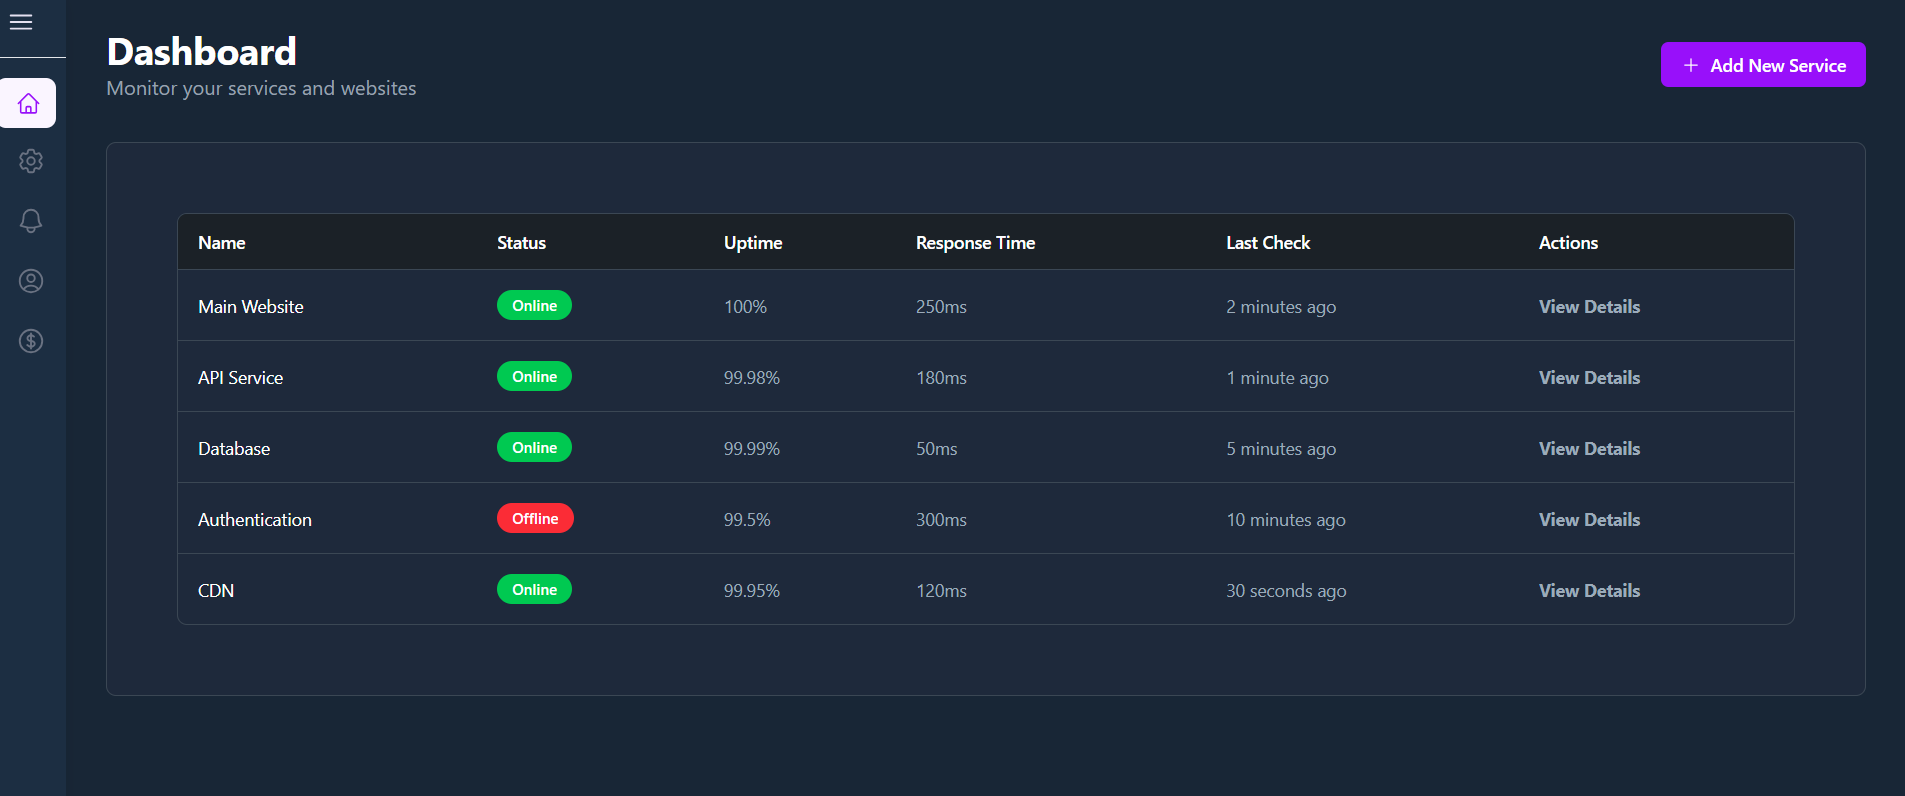 Dashboard
Monitor your services and websites
Add New Service
Name Status Uptime Response Time Last Check Actions
Main Website Online 100% 250ms 2 minutes ago View Details
API Service Online 99.98% 180ms 1 minute ago View Details
Database Online 99.99% 50ms 5 minutes ago View Details
Authentication Offline 99.5% 300ms 10 minutes ago View Details
CDN Online 99.95% 120ms 30 seconds ago View Details